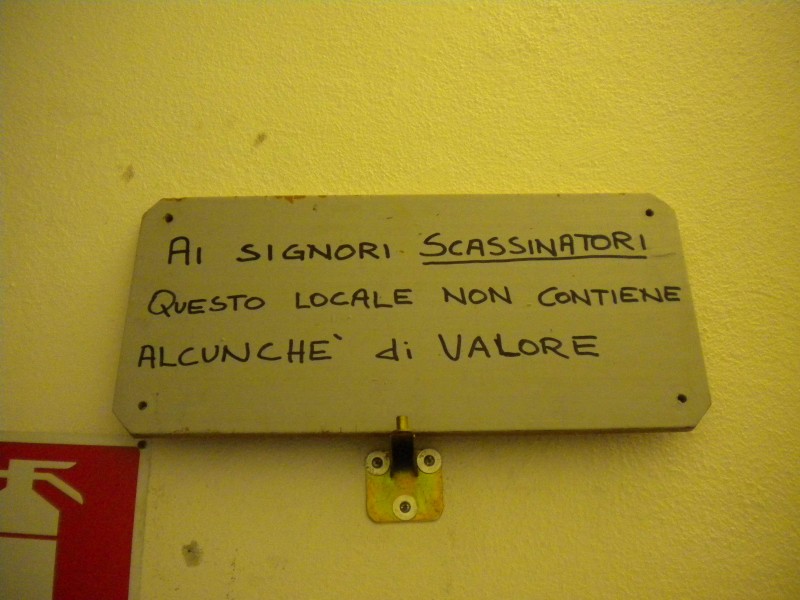 AI SIGNORI SCASSINATORI
QUESTO LOCALE NON CONTIENE
ALCUNCHE` di VALORE